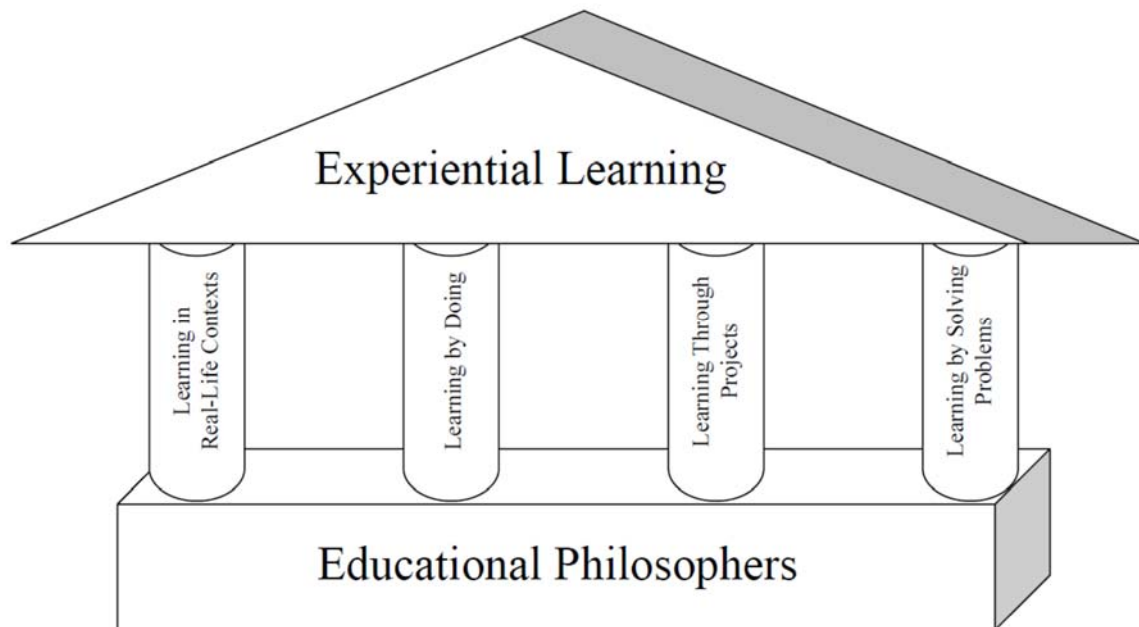 Experiential Learning
Learning in
Real-Life Contexts
Learning by Doing
Learning Through
Projects
Learning by Solving
Problems
Educational Philosophers